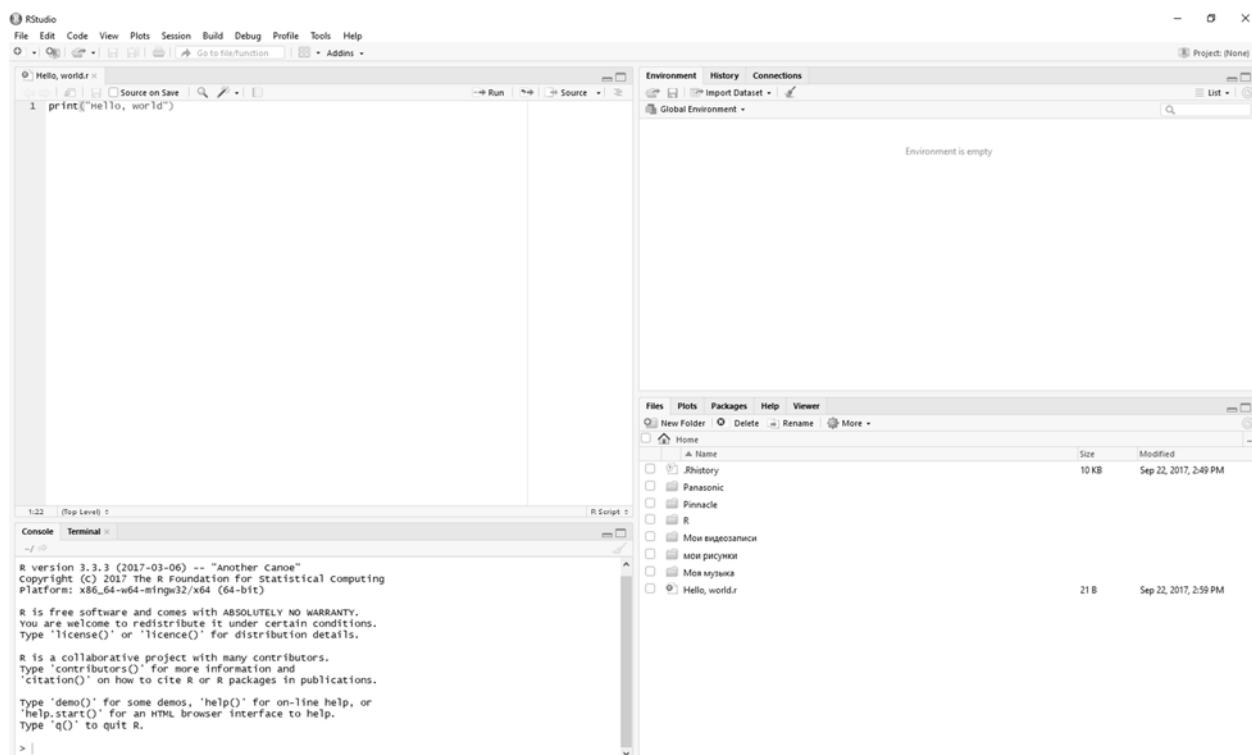 RStudio
File Edit Code View Plots Session Build Debug Profile Tools Help
Go to file/function Addins Project: (None)
Hello, world.r
Source on Save Run Source
1 print("Hello, world")
1:22 (Top Level) R Script
Console Terminal
~/
R version 3.3.3 (2017-03-06) -- "Another Canoe"
Copyright (C) 2017 The R Foundation for Statistical Computing
Platform: x86_64-w64-mingw32/x64 (64-bit)
R is free software and comes with ABSOLUTELY NO WARRANTY.
You are welcome to redistribute it under certain conditions.
Type 'license()' or 'licence()' for distribution details.
R is a collaborative project with many contributors.
Type 'contributors()' for more information and
'citation()' on how to cite R or R packages in publications.
Type 'demo()' for some demos, 'help()' for on-line help, or
'help.start()' for an HTML browser interface to help.
Type 'q()' to quit R.
>
Environment History Connections
Import Dataset List
Global Environment
Environment is empty
Files Plots Packages Help Viewer
New Folder Delete Rename More
Home
Name Size Modified
.Rhistory 10 KB Sep 22, 2017, 2:49 PM
Panasonic
Pinnacle
R
Мои видеозаписи
мои рисунки
Моя музыка
Hello, world.r 21 B Sep 22, 2017, 2:59 PM